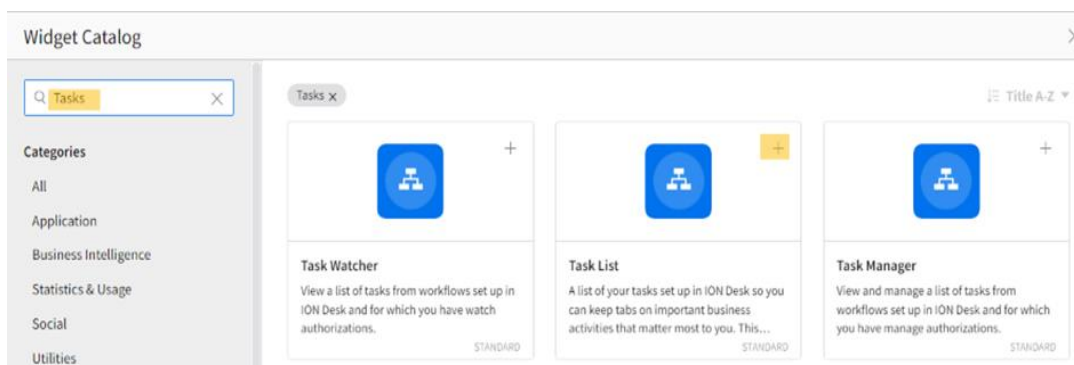 Widget Catalog
Tasks
Categories
All
Application
Business Intelligence
Statistics & Usage
Social
Utilities
Tasks
Title A-Z
Task Watcher
View a list of tasks from workflows set up in
ION Desk and for which you have watch
authorizations.
STANDARD
Task List
A list of your tasks set up in ION Desk so you
can keep tabs on important business
activities that matter most to you. This...
STANDARD
Task Manager
View and manage a list of tasks from
workflows set up in ION Desk and for which
you have manage authorizations.
STANDARD